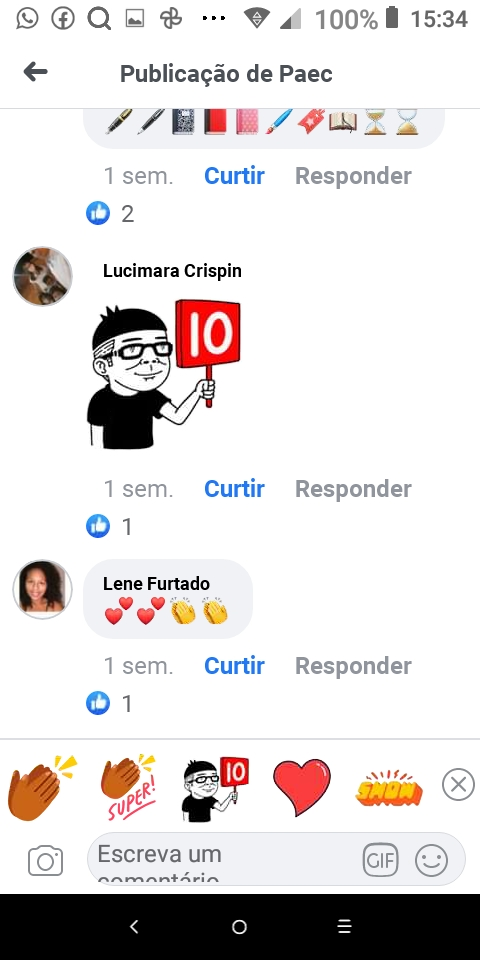 100% 15:34
Publicação de Paec
1 sem. Curtir Responder
2
Lucimara Crispin
10
1 sem. Curtir Responder
1
Lene Furtado
1 sem. Curtir Responder
1
SUPER! 10 SHOW
Escreva um
comentário
GIF